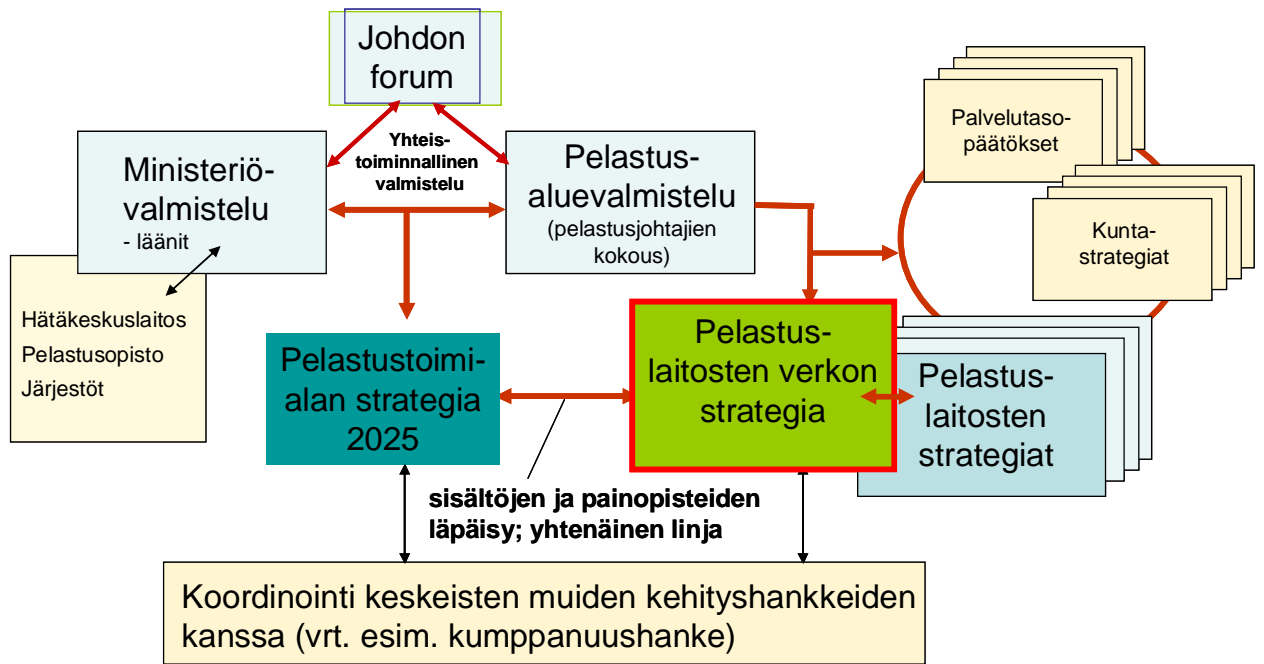 Johdon
forum
Ministeriö-
valmistelu
- läänit
Yhteis-
toiminnallinen
valmistelu
Pelastus-
aluevalmistelu
(pelastusjohtajien
kokous)
Palvelutaso-
päätökset
Kunta-
strategiat
Hätäkeskuslaitos
Pelastusopisto
Järjestöt
Pelastustoimi-
alan strategia
2025
Pelastus-
laitosten verkon
strategia
Pelastus-
laitosten
strategiat
sisältöjen ja painopisteiden
läpäisy; yhtenäinen linja
Koordinointi keskeisten muiden kehityshankkeiden
kanssa (vrt. esim. kumppanuushanke)